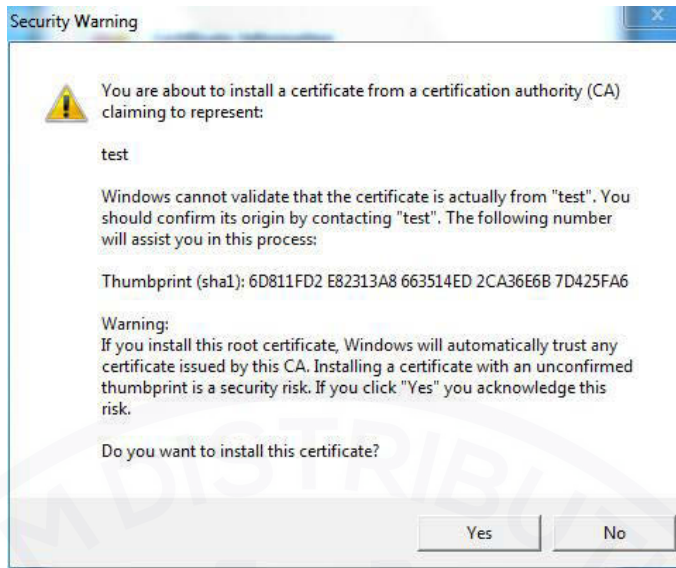 Security Warning
You are about to install a certificate from a certification authority (CA)
claiming to represent:
test
Windows cannot validate that the certificate is actually from "test". You
should confirm its origin by contacting "test". The following number
will assist you in this process:
Thumbprint (sha1): 6D811FD2 E82313A8 663514ED 2CA36E6B 7D425FA6
Warning:
If you install this root certificate, Windows will automatically trust any
certificate issued by this CA. Installing a certificate with an unconfirmed
thumbprint is a security risk. If you click "Yes" you acknowledge this
risk.
Do you want to install this certificate?
Yes No